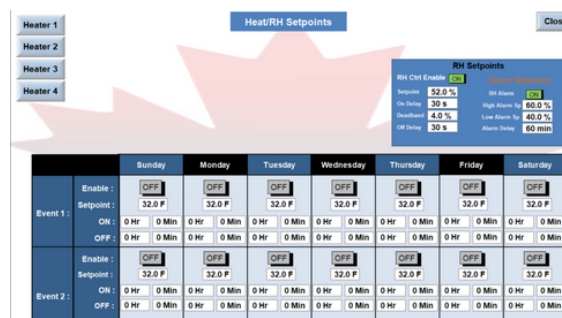 Heater 1
Heater 2
Heater 3
Heater 4
Heat/RH Setpoints
Clos
RH Setpoints
RH Ctrl Enable ON
Setpoint 52.0 %
On Delay 30 s
Deadband 4.0 %
Off Delay 30 s
RH Alarm ON
High Alarm Sp 60.0 %
Low Alarm Sp 40.0 %
Alarm Delay 60 min
Sunday Monday Tuesday Wednesday Thursday Friday Saturday
Event 1 :
Enable : OFF OFF OFF OFF OFF OFF OFF
Setpoint : 32.0 F 32.0 F 32.0 F 32.0 F 32.0 F 32.0 F 32.0 F
ON : 0 Hr 0 Min 0 Hr 0 Min 0 Hr 0 Min 0 Hr 0 Min 0 Hr 0 Min 0 Hr 0 Min 0 Hr 0 Min
OFF : 0 Hr 0 Min 0 Hr 0 Min 0 Hr 0 Min 0 Hr 0 Min 0 Hr 0 Min 0 Hr 0 Min 0 Hr 0 Min
Event 2 :
Enable : OFF OFF OFF OFF OFF OFF OFF
Setpoint : 32.0 F 32.0 F 32.0 F 32.0 F 32.0 F 32.0 F 32.0 F
ON : 0 Hr 0 Min 0 Hr 0 Min 0 Hr 0 Min 0 Hr 0 Min 0 Hr 0 Min 0 Hr 0 Min 0 Hr 0 Min
OFF : 0 Hr 0 Min 0 Hr 0 Min 0 Hr 0 Min 0 Hr 0 Min 0 Hr 0 Min 0 Hr 0 Min 0 Hr 0 Min